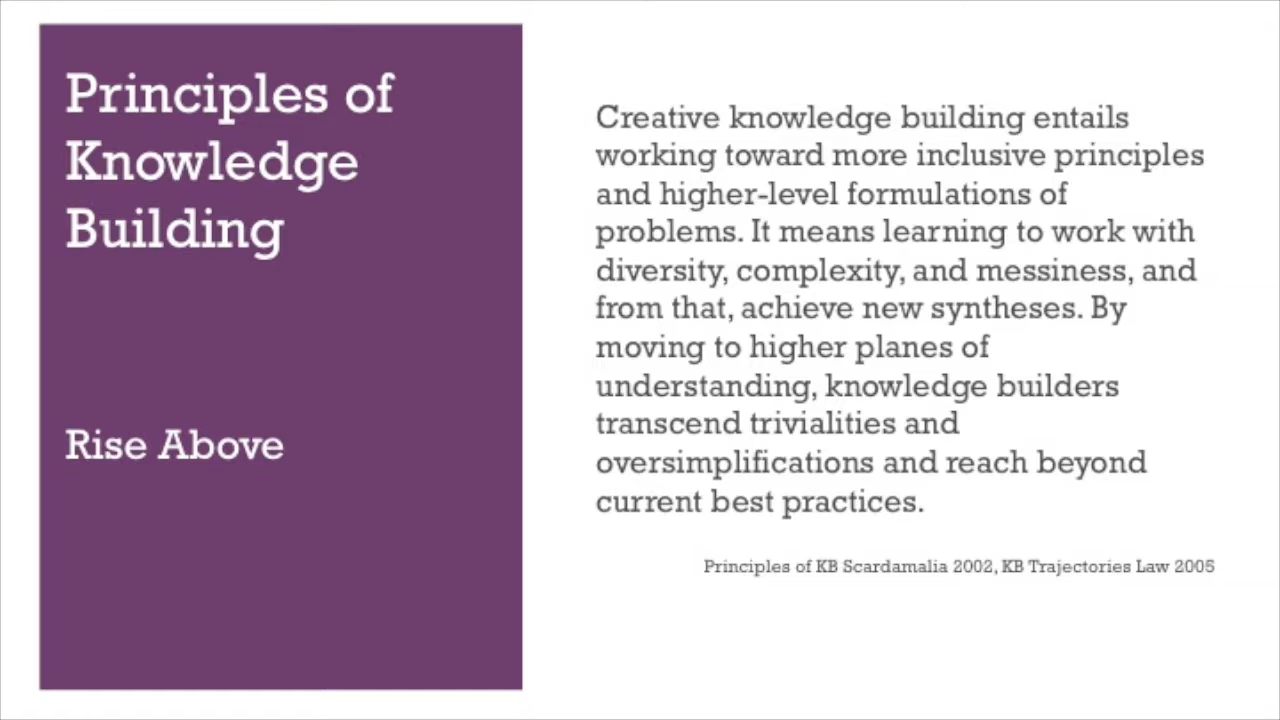 Principles of
Knowledge
Building
Rise Above
Creative knowledge building entails
working toward more inclusive principles
and higher-level formulations of
problems. It means learning to work with
diversity, complexity, and messiness, and
from that, achieve new syntheses. By
moving to higher planes of
understanding, knowledge builders
transcend trivialities and
oversimplifications and reach beyond
current best practices.
Principles of KB Scardamalia 2002, KB Trajectories Law 2005